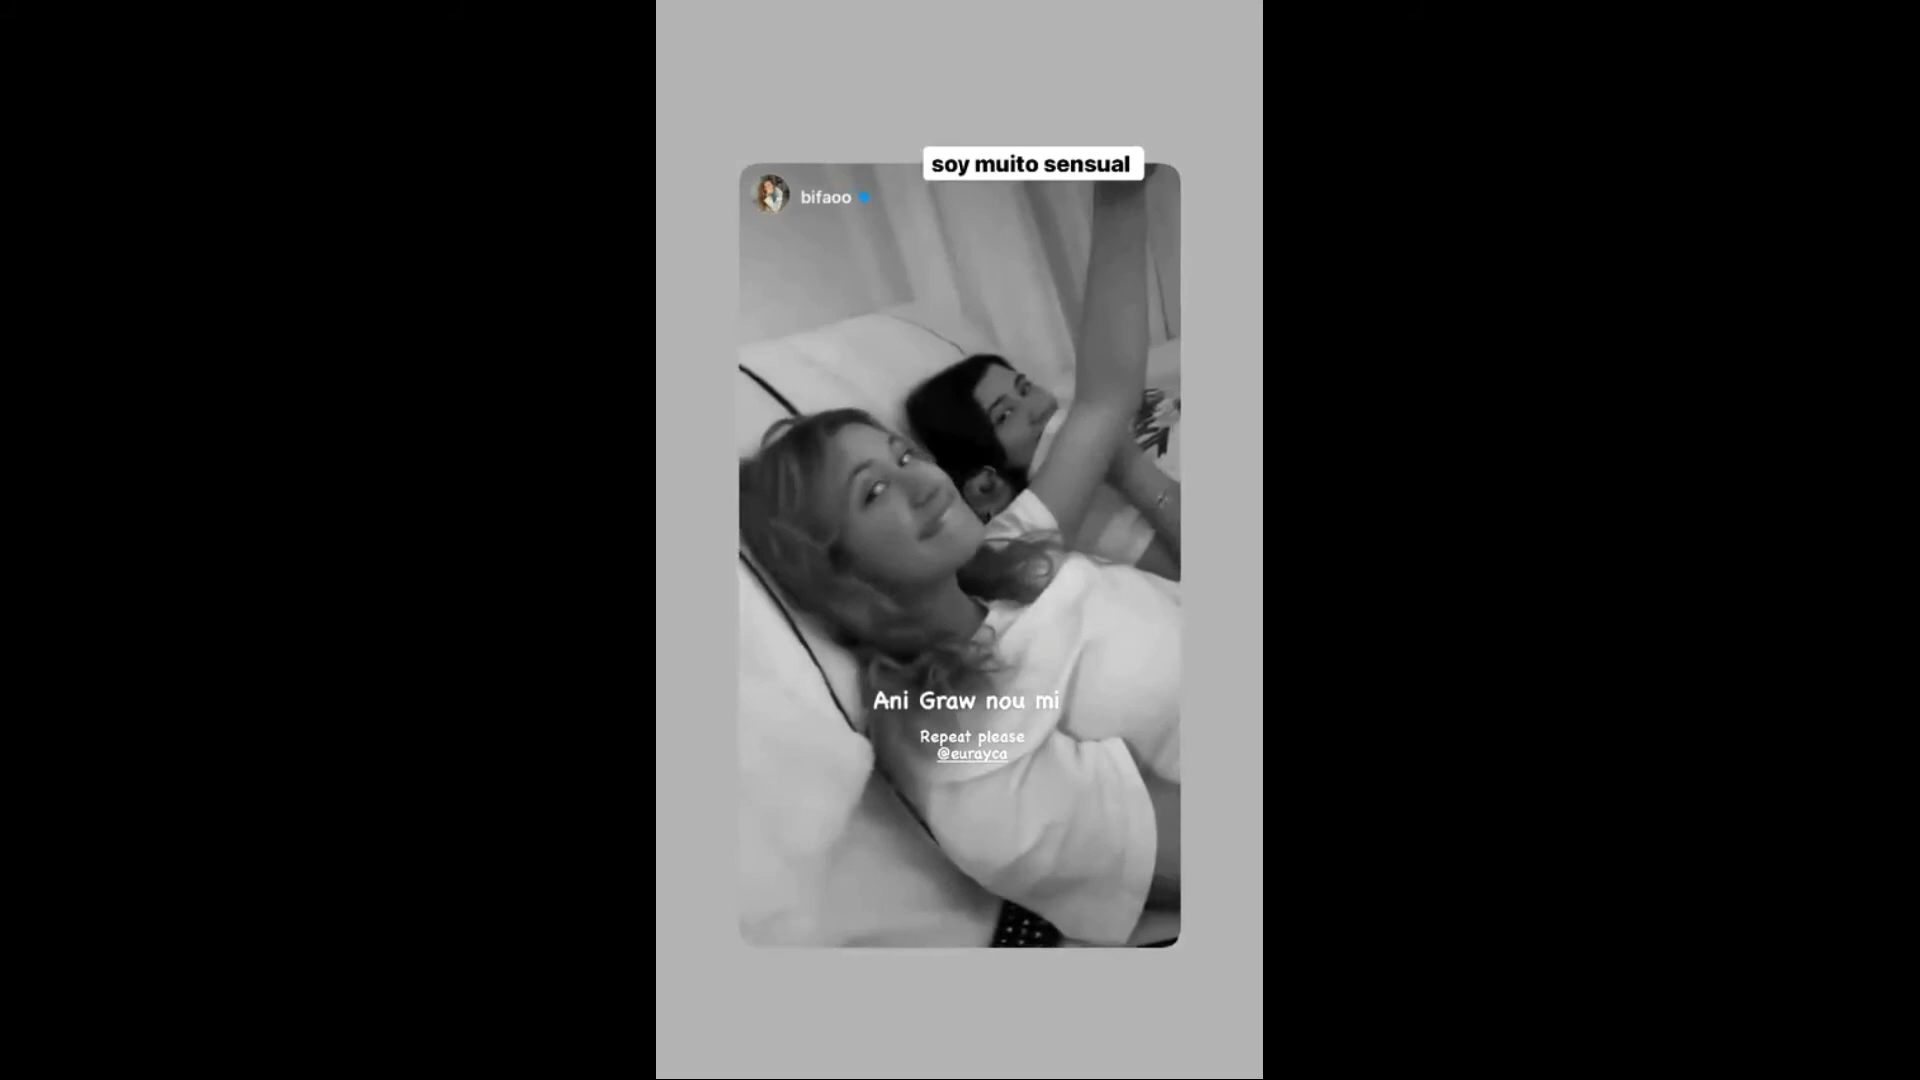 soy muito sensual
bifaoo
Ani Graw nou mi
Repeat please
@eurayca